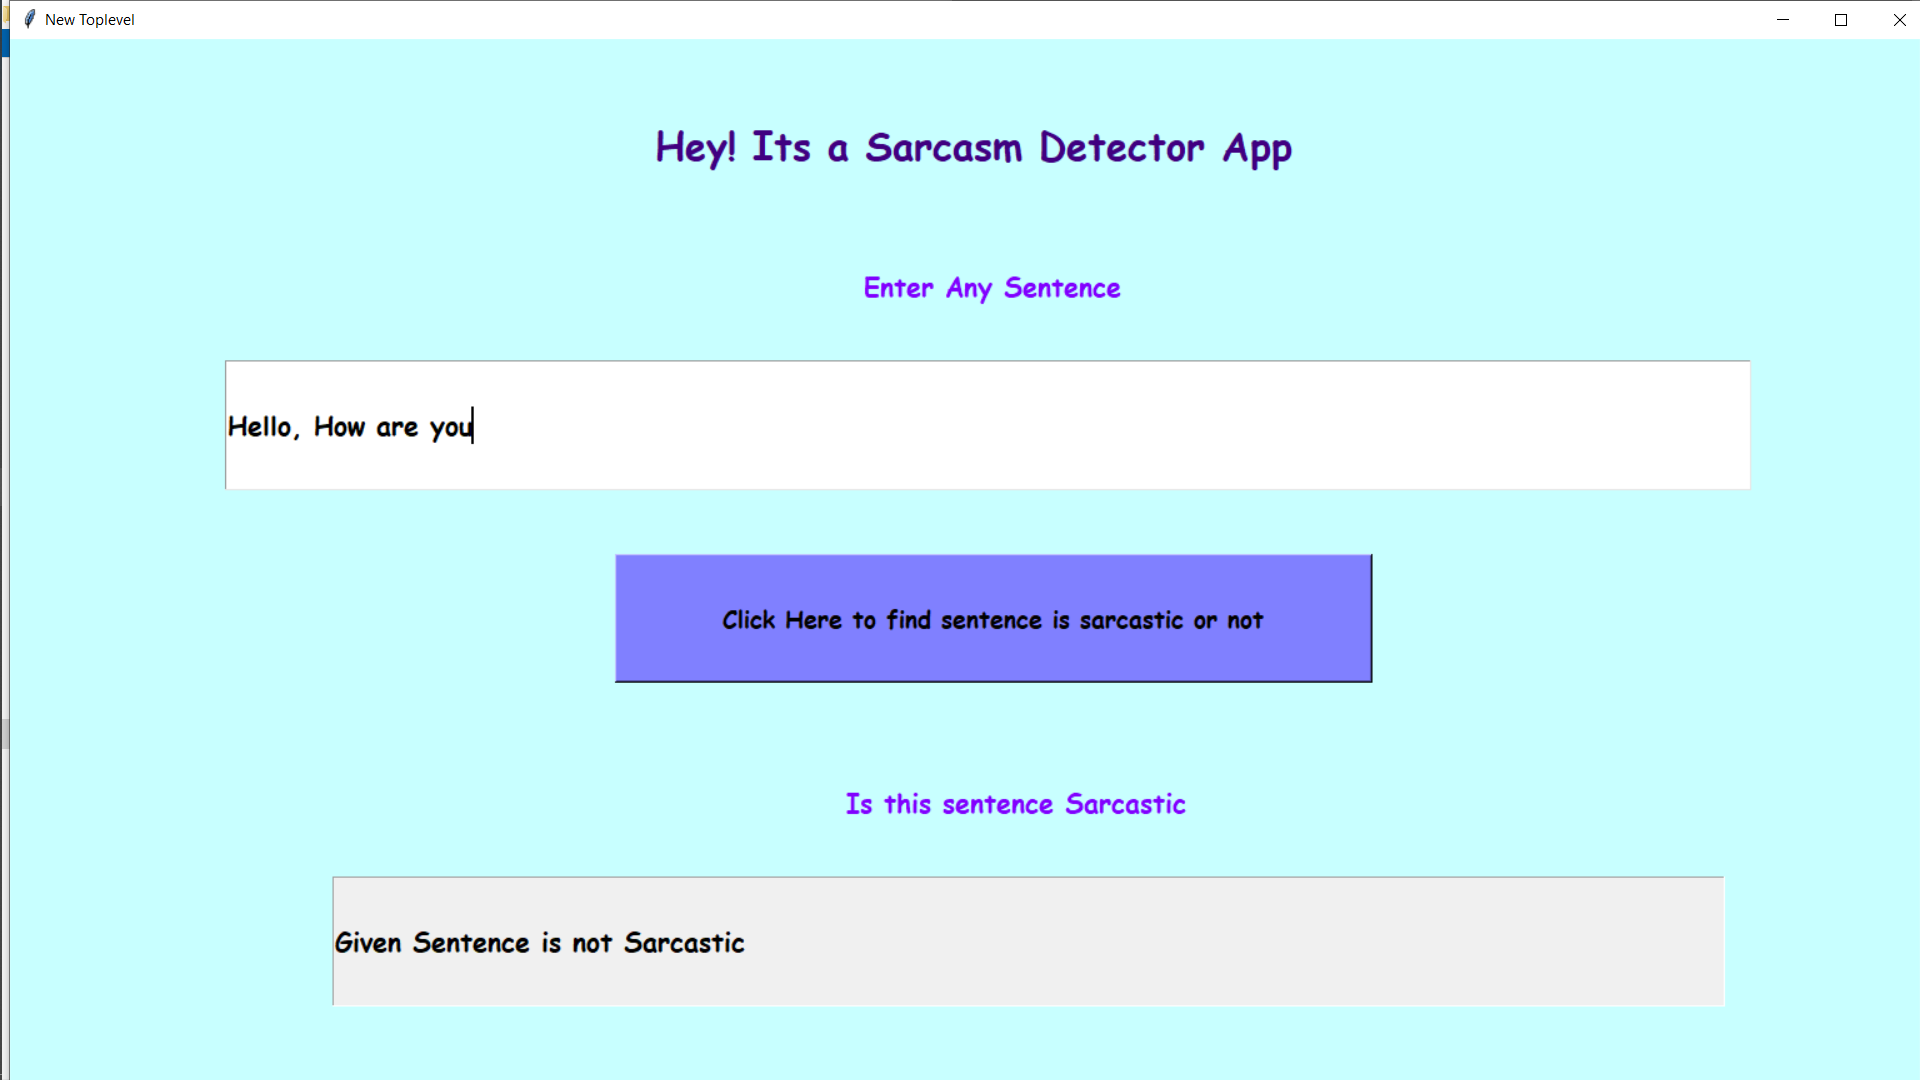 New Toplevel
Hey! Its a Sarcasm Detector App
Enter Any Sentence
Hello, How are you
Click Here to find sentence is sarcastic or not
Is this sentence Sarcastic
Given Sentence is not Sarcastic